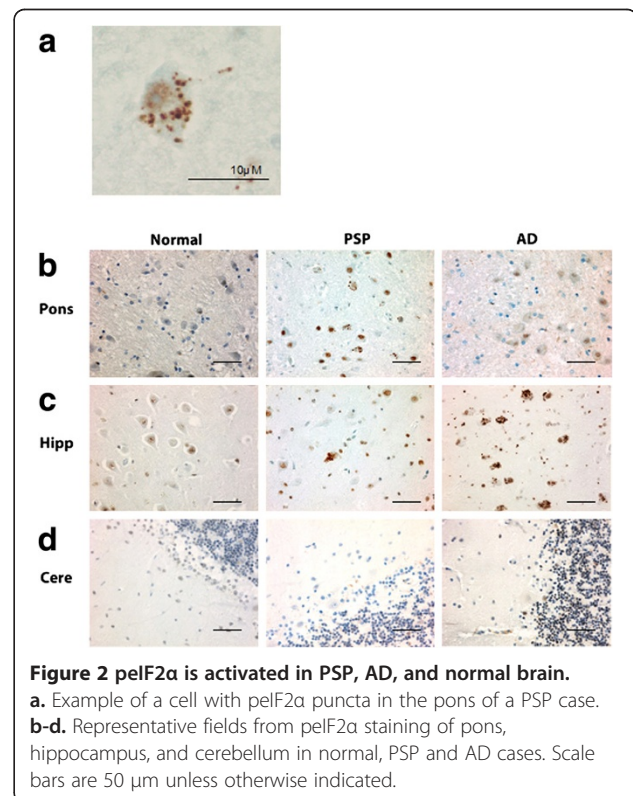 a
10µM
Normal PSP AD
b
Pons
c
Hipp
d
Cere
Figure 2 peIF2α is activated in PSP, AD, and normal brain.
a. Example of a cell with peIF2α puncta in the pons of a PSP case.
b-d. Representative fields from peIF2α staining of pons,
hippocampus, and cerebellum in normal, PSP and AD cases. Scale
bars are 50 µm unless otherwise indicated.